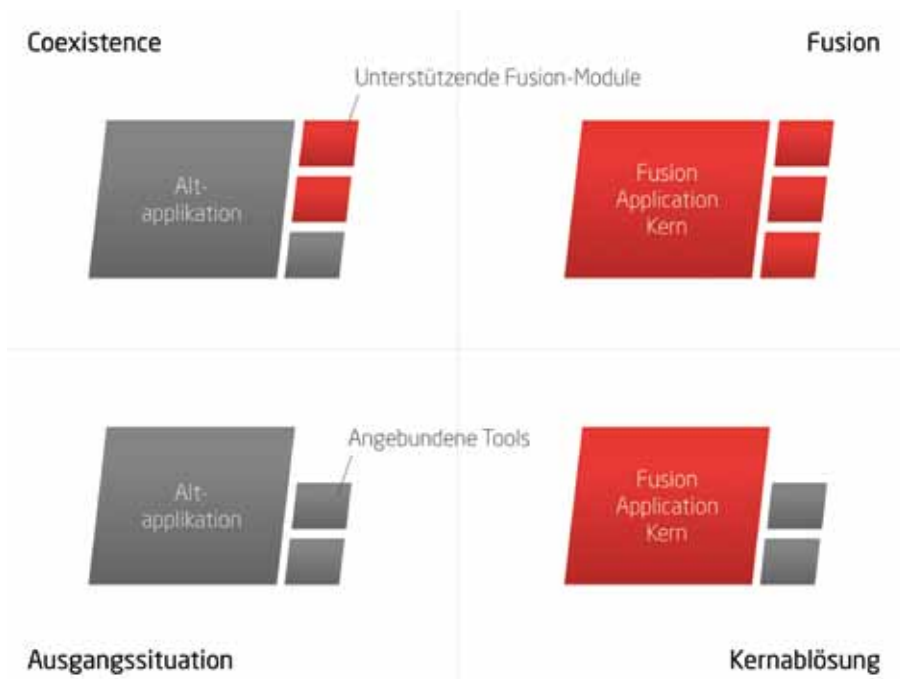 Coexistence
Fusion
Unterstützende Fusion-Module
Alt-
applikation
Fusion
Application
Kern
Angebundene Tools
Alt-
applikation
Fusion
Application
Kern
Ausgangssituation
Kernablösung